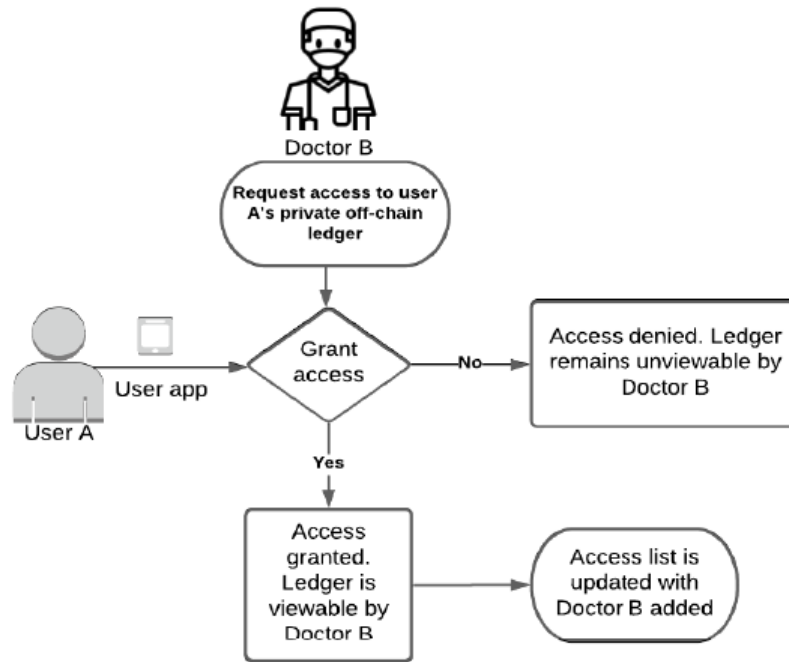 Doctor B
Request access to user
A's private off-chain
ledger
Grant
access
No
Access denied. Ledger
remains unviewable by
Doctor B
User app
User A
Yes
Access
granted.
Ledger is
viewable by
Doctor B
Access list is
updated with
Doctor B added